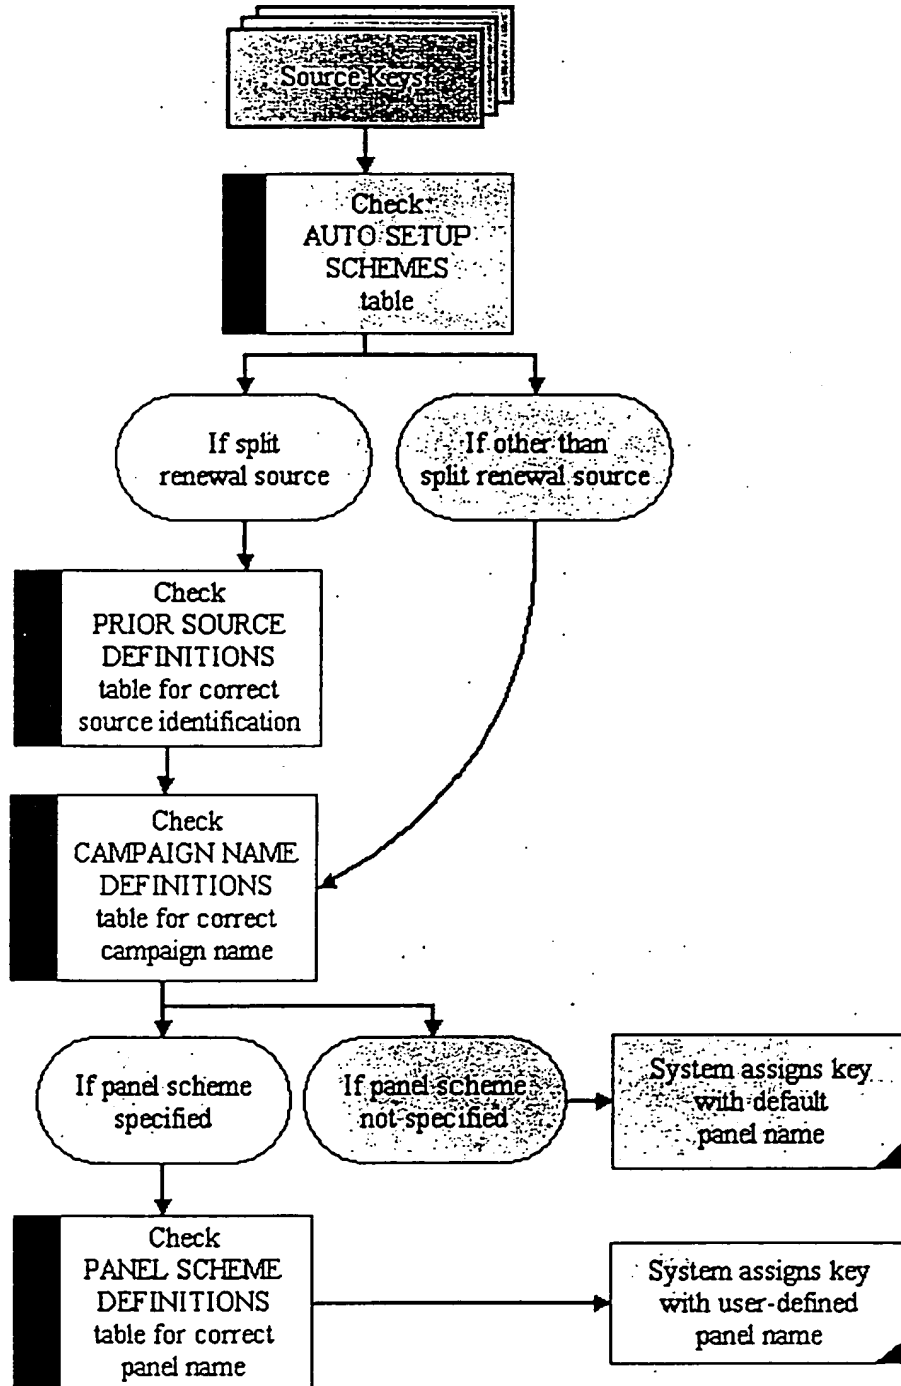 Source Keys
Check
AUTO SETUP
SCHEMES
table
If split
renewal source
If other than
split renewal source
Check
PRIOR SOURCE
DEFINITIONS
table for correct
source identification
Check
CAMPAIGN NAME
DEFINITIONS
table for correct
campaign name
If panel scheme
specified
If panel scheme
not specified
System assigns key
with default
panel name
Check
PANEL SCHEME
DEFINITIONS
table for correct
panel name
System assigns key
with user-defined
panel name